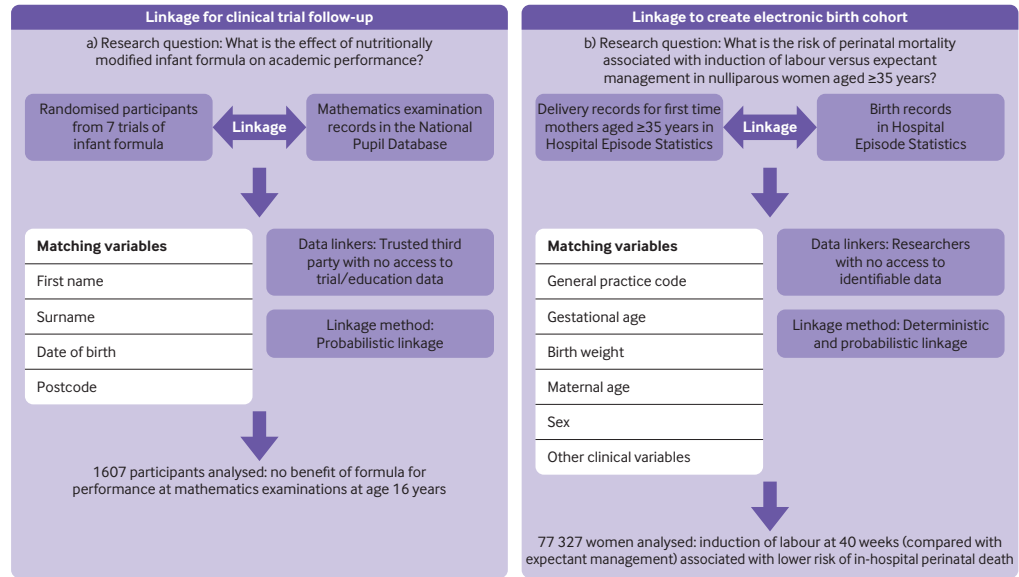 Linkage for clinical trial follow-up
a) Research question: What is the effect of nutritionally
modified infant formula on academic performance?
Randomised participants
from 7 trials of
infant formula
Linkage
Mathematics examination
records in the National
Pupil Database
Matching variables
First name
Surname
Date of birth
Postcode
Data linkers: Trusted third
party with no access to
trial/education data
Linkage method:
Probabilistic linkage
1607 participants analysed: no benefit of formula for
performance at mathematics examinations at age 16 years
Linkage to create electronic birth cohort
b) Research question: What is the risk of perinatal mortality
associated with induction of labour versus expectant
management in nulliparous women aged ≥35 years?
Delivery records for first time
mothers aged ≥35 years in
Hospital Episode Statistics
Linkage
Birth records
in Hospital
Episode Statistics
Matching variables
General practice code
Gestational age
Birth weight
Maternal age
Sex
Other clinical variables
Data linkers: Researchers
with no access to
identifiable data
Linkage method: Deterministic
and probabilistic linkage
77 327 women analysed: induction of labour at 40 weeks (compared with
expectant management) associated with lower risk of in-hospital perinatal death